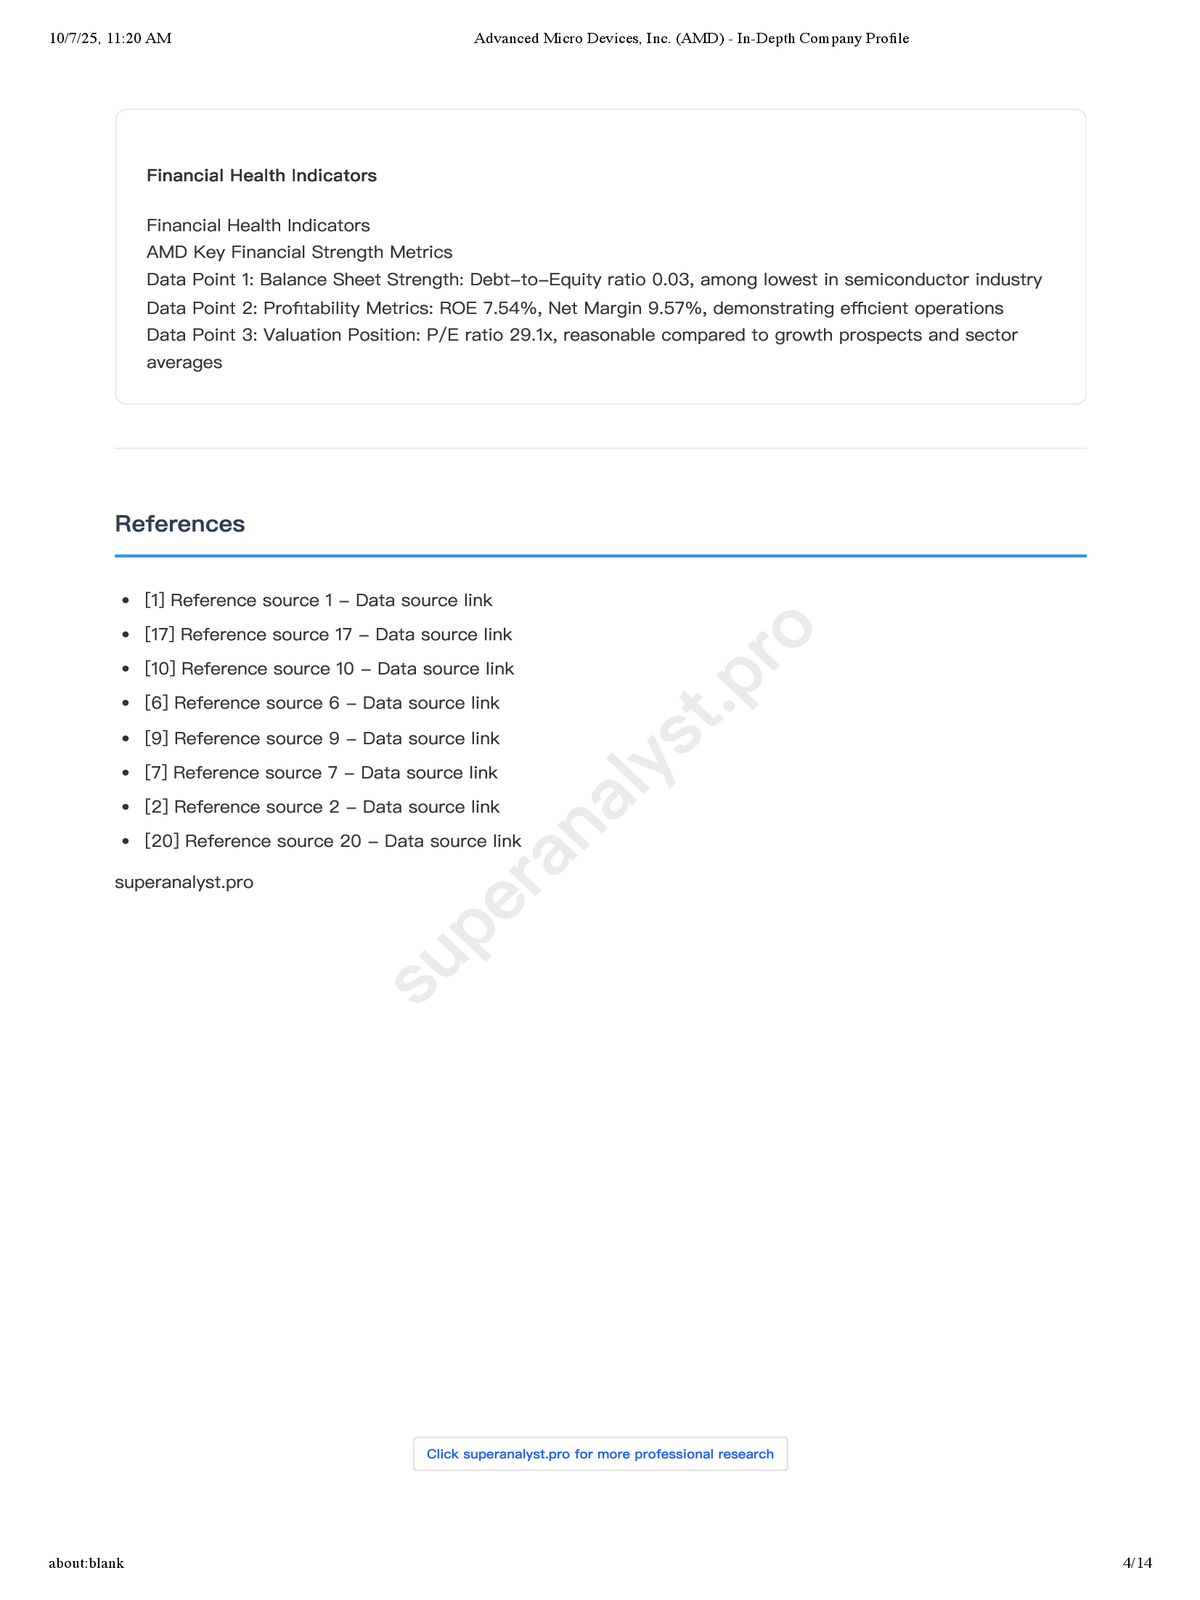 10/7/25, 11:20 AM
Advanced Micro Devices, Inc. (AMD) - In-Depth Company Profile
Financial Health Indicators
Financial Health Indicators
AMD Key Financial Strength Metrics
Data Point 1: Balance Sheet Strength: Debt-to-Equity ratio 0.03, among lowest in semiconductor industry
Data Point 2: Profitability Metrics: ROE 7.54%, Net Margin 9.57%, demonstrating efficient operations
Data Point 3: Valuation Position: P/E ratio 29.1x, reasonable compared to growth prospects and sector
averages
References
• [1] Reference source 1 – Data source link
• [17] Reference source 17 – Data source link
• [10] Reference source 10 – Data source link
• [6] Reference source 6 – Data source link
• [9] Reference source 9 – Data source link
• [7] Reference source 7 – Data source link
• [2] Reference source 2 – Data source link
• [20] Reference source 20 – Data source link
superanalyst.pro
superanalyst.pro
Click superanalyst.pro for more professional research
about:blank
4/14